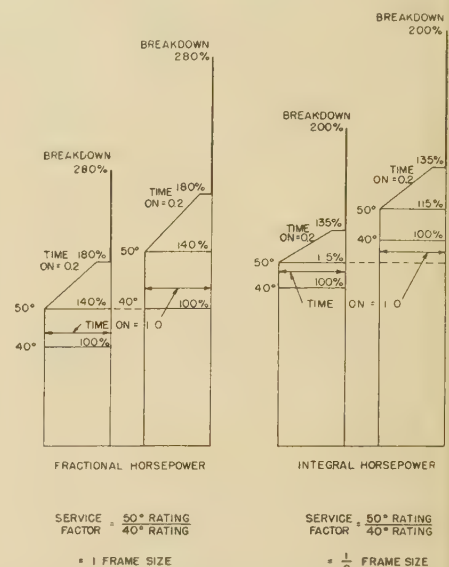 BREAKDOWN
280%
TIME
ON = 0.2
180%
50°
140%
40°
100%
BREAKDOWN
280%
TIME
ON = 0.2
180%
50°
140%
40°
100%
TIME ON = 1 0
FRACTIONAL HORSEPOWER
SERVICE FACTOR = 50° RATING / 40° RATING
= 1 FRAME SIZE
BREAKDOWN
200%
TIME
ON = 0.2
135%
50°
1 5%
40°
100%
BREAKDOWN
200%
TIME
ON = 0.2
135%
50°
115%
40°
100%
TIME ON = 1 0
INTEGRAL HORSEPOWER
SERVICE FACTOR = 50° RATING / 40° RATING
FRAME SIZE